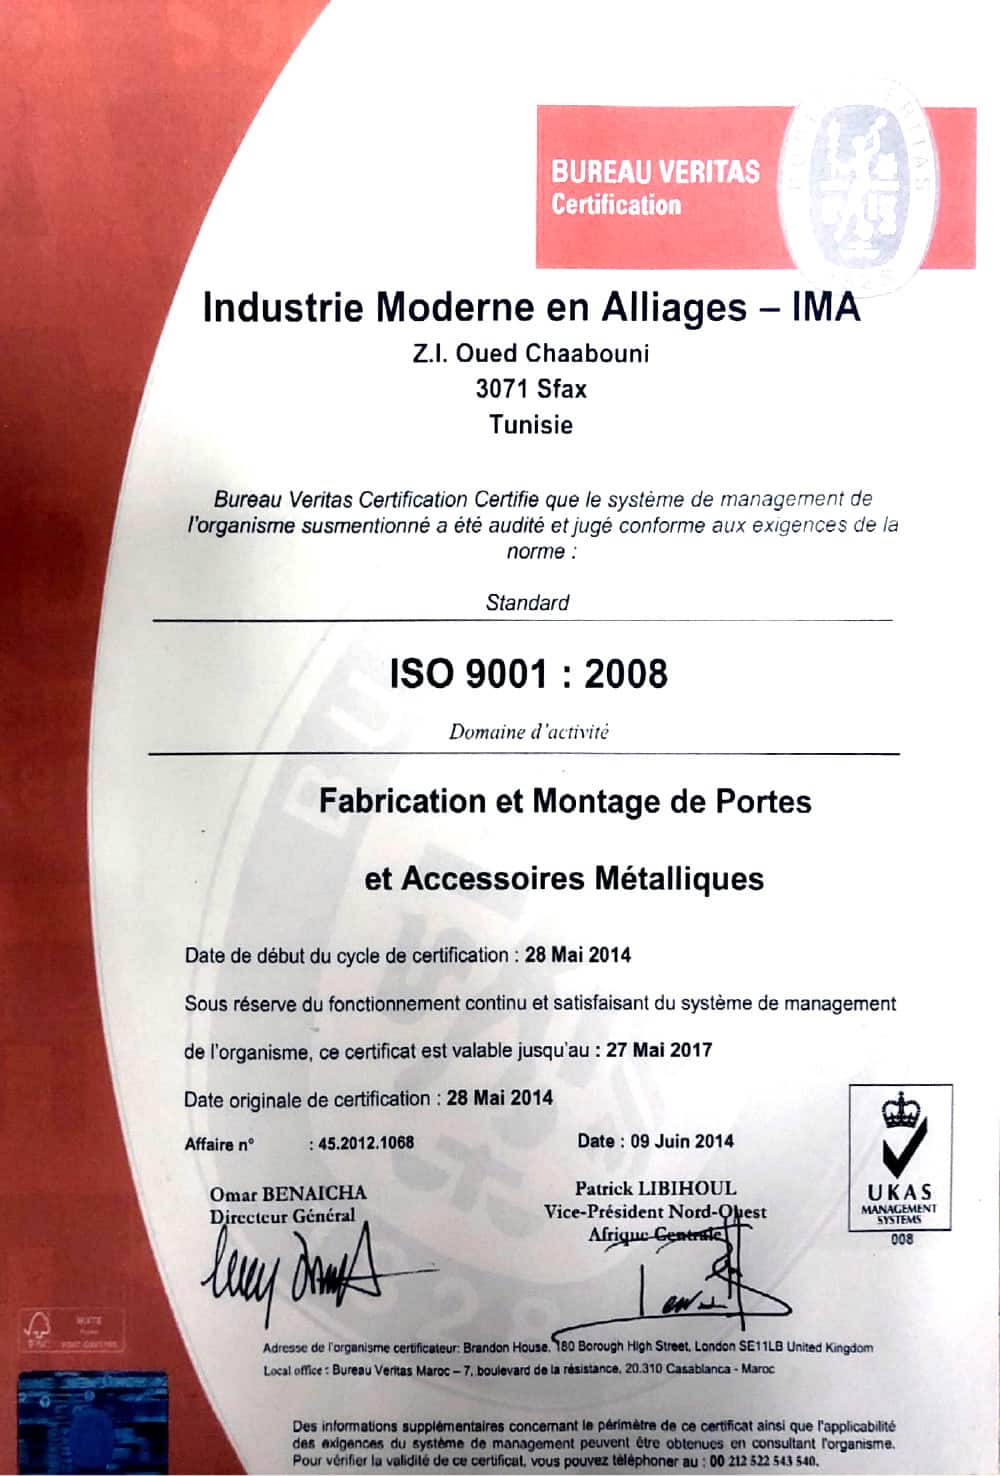 BUREAU VERITAS
Certification
Industrie Moderne en Alliages – IMA
Z.I. Oued Chaabouni
3071 Sfax
Tunisie
Bureau Veritas Certification Certifie que le système de management de
l'organisme susmentionné a été audité et jugé conforme aux exigences de la
norme :
Standard
ISO 9001 : 2008
Domaine d'activité
Fabrication et Montage de Portes
et Accessoires Métalliques
Date de début du cycle de certification : 28 Mai 2014
Sous réserve du fonctionnement continu et satisfaisant du système de management
de l'organisme, ce certificat est valable jusqu'au : 27 Mai 2017
Date originale de certification : 28 Mai 2014
Affaire n° : 45.2012.1068 Date : 09 Juin 2014
Omar BENAICHA
Directeur Général
Patrick LIBIHOUL
Vice-Président Nord-Ouest
Afrique Centrale
UKAS
MANAGEMENT
SYSTEMS
008
Adresse de l'organisme certificateur: Brandon House, 180 Borough High Street, London SE11LB United Kingdom
Local office : Bureau Veritas Maroc – 7, boulevard de la résistance, 20.310 Casablanca - Maroc
Des informations supplémentaires concernant le périmètre de ce certificat ainsi que l'applicabilité
des exigences du système de management peuvent être obtenues en consultant l'organisme.
Pour vérifier la validité de ce certificat, vous pouvez téléphoner au : 00 212 522 543 540.